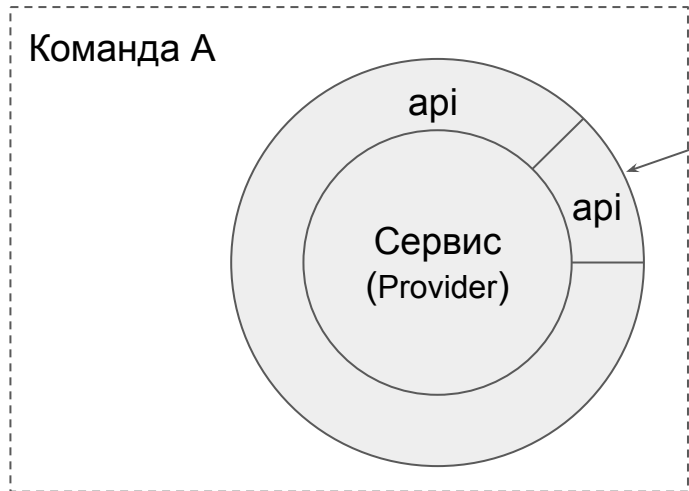 Команда A
api
api
Сервис
(Provider)